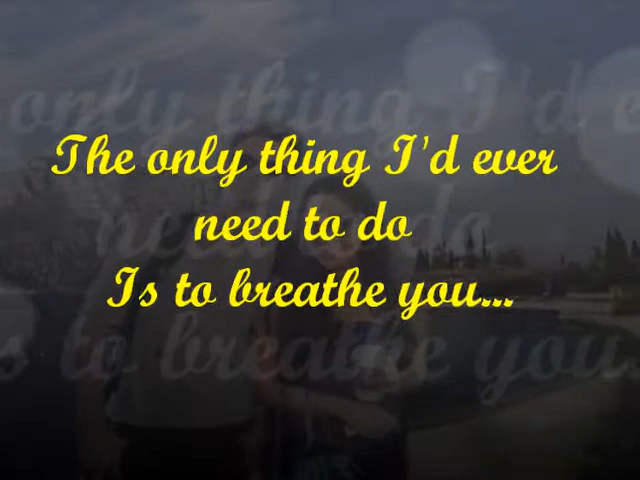 The only thing I'd ever
need to do
Is to breathe you...